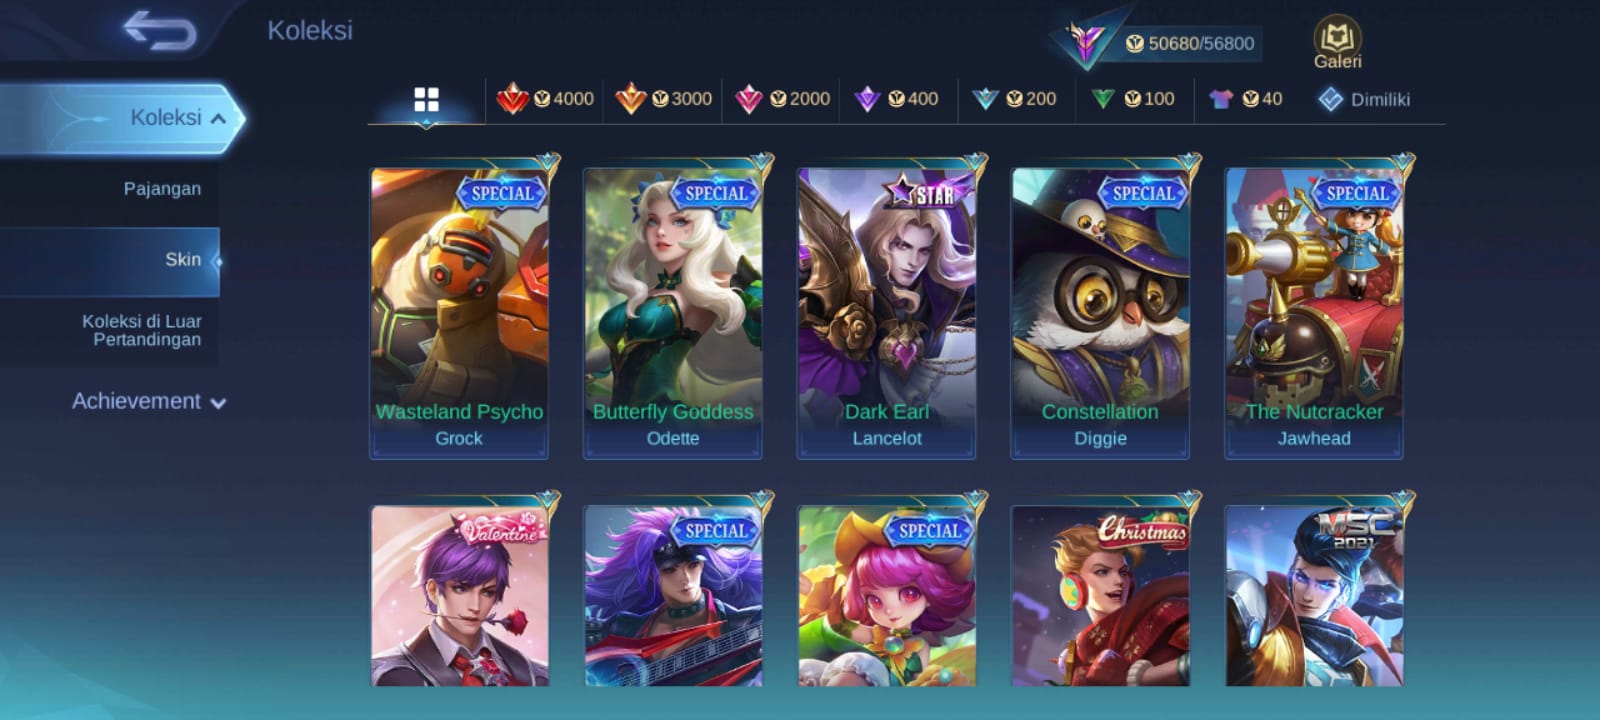 Koleksi
50680/56800
Galeri
4000
3000
2000
400
200
100
40
Dimiliki
Koleksi
Pajangan
Skin
Koleksi di Luar
Pertandingan
Achievement
SPECIAL
Wasteland Psycho
Grock
SPECIAL
Butterfly Goddess
Odette
STAR
Dark Earl
Lancelot
SPECIAL
Constellation
Diggie
SPECIAL
The Nutcracker
Jawhead
Valentine
SPECIAL
SPECIAL
Christmas
MSC
2021